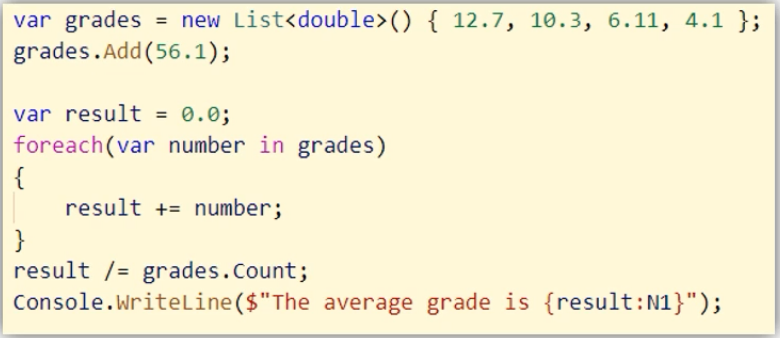 var grades = new List<double>() { 12.7, 10.3, 6.11, 4.1 };
grades.Add(56.1);
var result = 0.0;
foreach(var number in grades)
{
result += number;
}
result /= grades.Count;
Console.WriteLine($"The average grade is {result:N1}");